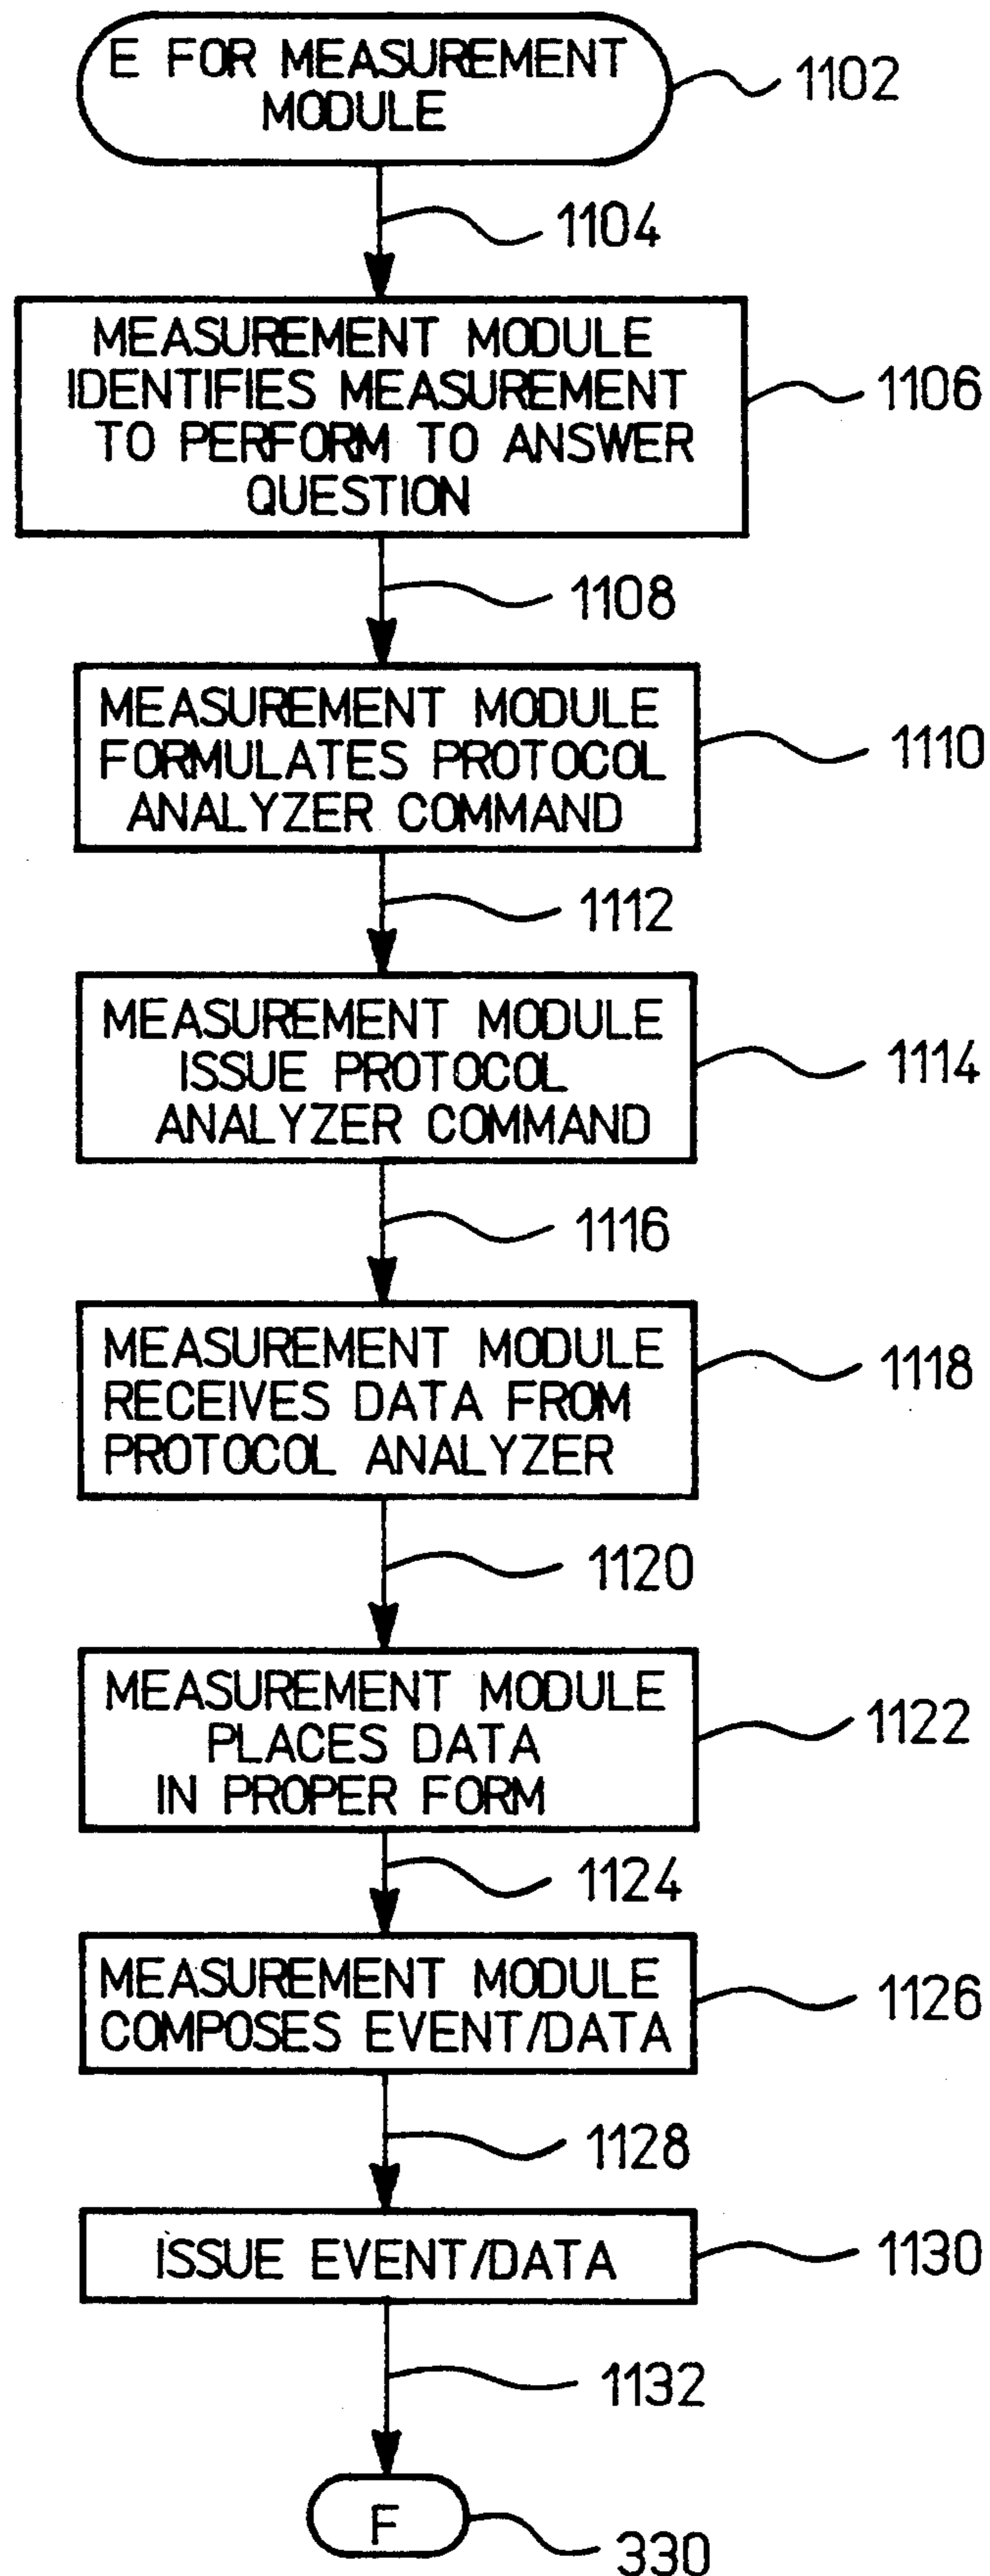 E FOR MEASUREMENT
MODULE
1102
1104
MEASUREMENT MODULE
IDENTIFIES MEASUREMENT
TO PERFORM TO ANSWER
QUESTION
1106
1108
MEASUREMENT MODULE
FORMULATES PROTOCOL
ANALYZER COMMAND
1110
1112
MEASUREMENT MODULE
ISSUE PROTOCOL
ANALYZER COMMAND
1114
1116
MEASUREMENT MODULE
RECEIVES DATA FROM
PROTOCOL ANALYZER
1118
1120
MEASUREMENT MODULE
PLACES DATA
IN PROPER FORM
1122
1124
MEASUREMENT MODULE
COMPOSES EVENT/DATA
1126
1128
ISSUE EVENT/DATA
1130
1132
F
330